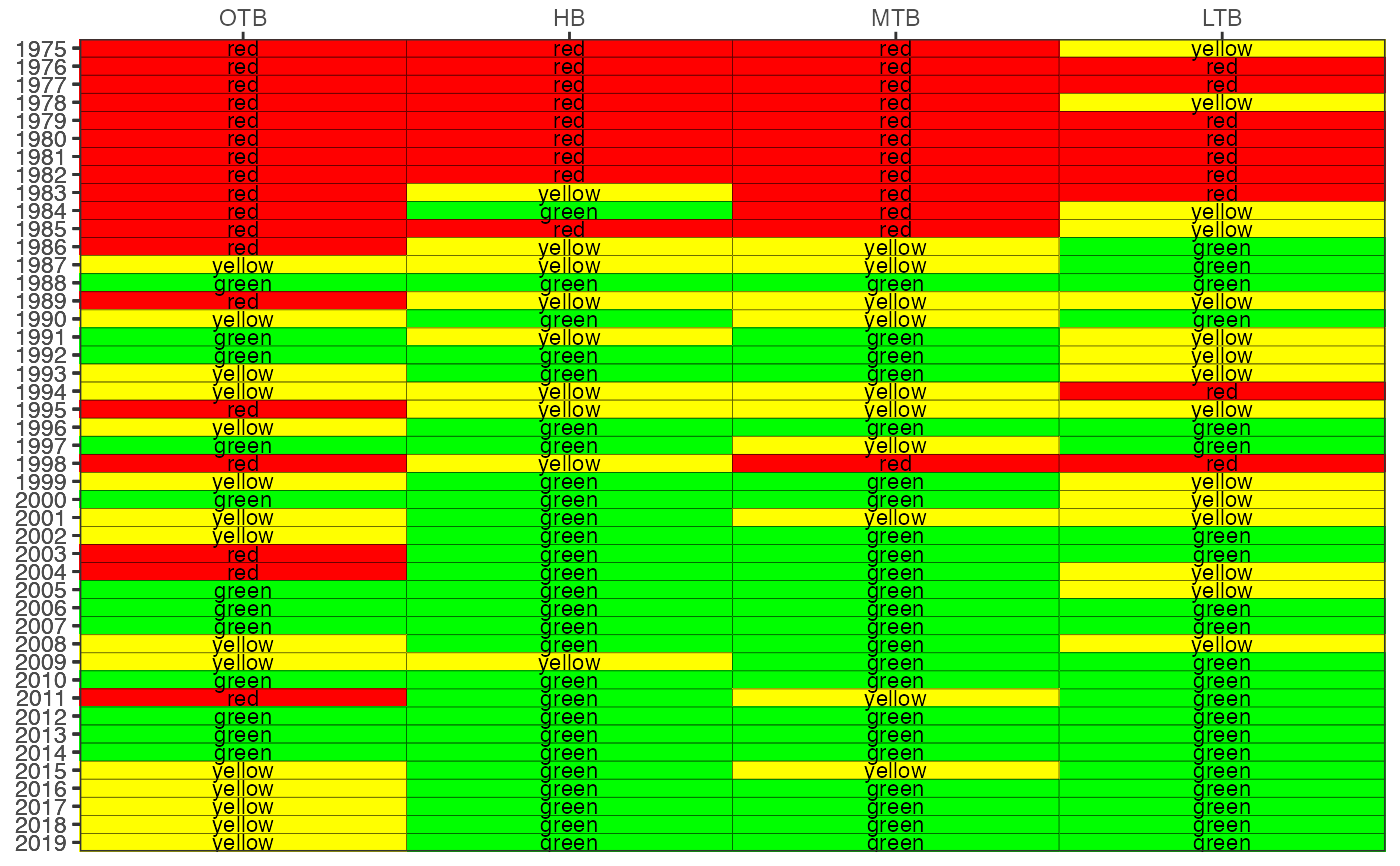 OTB HB MTB LTB
1975 red red red yellow
1976 red red red red
1977 red red red red
1978 red red red yellow
1979 red red red red
1980 red red red red
1981 red red red red
1982 red red red red
1983 red yellow red red
1984 red green red yellow
1985 red red red yellow
1986 red yellow yellow green
1987 yellow yellow yellow green
1988 green green green green
1989 red yellow yellow yellow
1990 yellow green yellow green
1991 green yellow green yellow
1992 green green green yellow
1993 yellow green green yellow
1994 yellow yellow yellow red
1995 red yellow yellow yellow
1996 yellow green green green
1997 green green yellow green
1998 red yellow red red
1999 yellow green green yellow
2000 green green green yellow
2001 yellow green yellow yellow
2002 yellow green green green
2003 red green green green
2004 red green green yellow
2005 green green green yellow
2006 green green green green
2007 green green green green
2008 yellow green green yellow
2009 yellow yellow green green
2010 green green green green
2011 red green yellow green
2012 green green green green
2013 green green green green
2014 green green green green
2015 yellow green yellow green
2016 yellow green green green
2017 yellow green green green
2018 yellow green green green
2019 yellow green green green